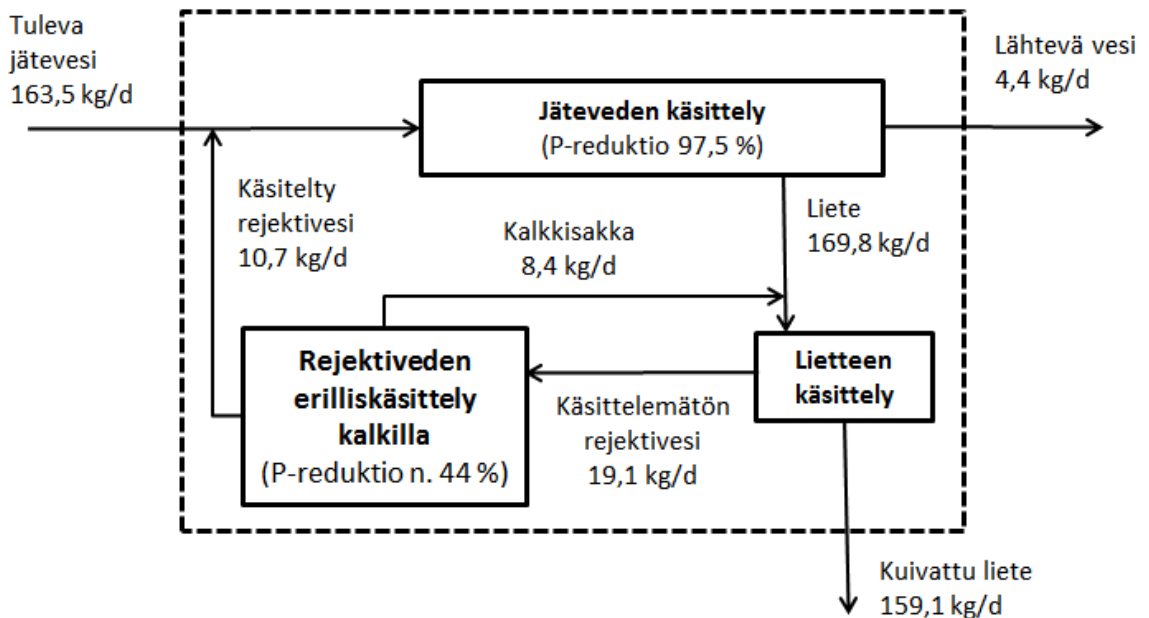 Tuleva
jätevesi
163,5 kg/d
Lähtevä vesi
4,4 kg/d
Jäteveden käsittely
(P-reduktio 97,5 %)
Käsitelty
rejektivesi
10,7 kg/d
Kalkkisakka
8,4 kg/d
Liete
169,8 kg/d
Rejektiveden
erilliskäsittely
kalkilla
(P-reduktio n. 44 %)
Käsittelemätön
rejektivesi
19,1 kg/d
Lietteen
käsittely
Kuivattu liete
159,1 kg/d